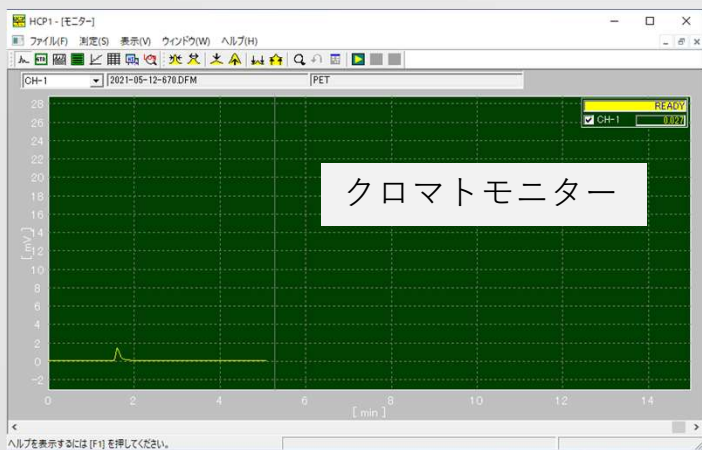 HCP1 - [モニター]
ファイル(F) 測定(S) 表示(V) ウィンドウ(W) ヘルプ(H)
CH-1 2021-05-12-670.DFM PET
READY
CH-1 0.027
クロマトモニター
28
26
24
22
20
18
16
14
12
10
8
6
4
2
0
-2
[mV]
0 2 4 6 8 10 12 14
[ min ]
ヘルプを表示するには [F1] を押してください。